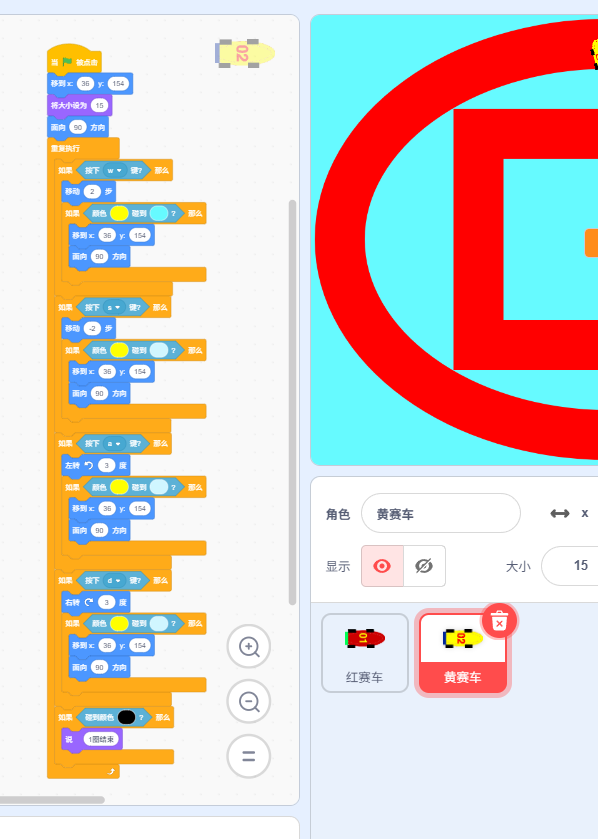 当 被点击
移到 x: 36 y: 154
将大小设为 15
面向 90 方向
重复执行
如果 按下 w 键? 那么
移动 2 步
如果 颜色 碰到 ? 那么
移到 x: 36 y: 154
面向 90 方向
如果 按下 s 键? 那么
移动 -2 步
如果 颜色 碰到 ? 那么
移到 x: 36 y: 154
面向 90 方向
如果 按下 a 键? 那么
左转 3 度
如果 颜色 碰到 ? 那么
移到 x: 36 y: 154
面向 90 方向
如果 按下 d 键? 那么
右转 3 度
如果 颜色 碰到 ? 那么
移到 x: 36 y: 154
面向 90 方向
如果 碰到颜色 ? 那么
说 1圈结束
02
角色 黄赛车 x
显示 大小 15
01
红赛车
02
黄赛车